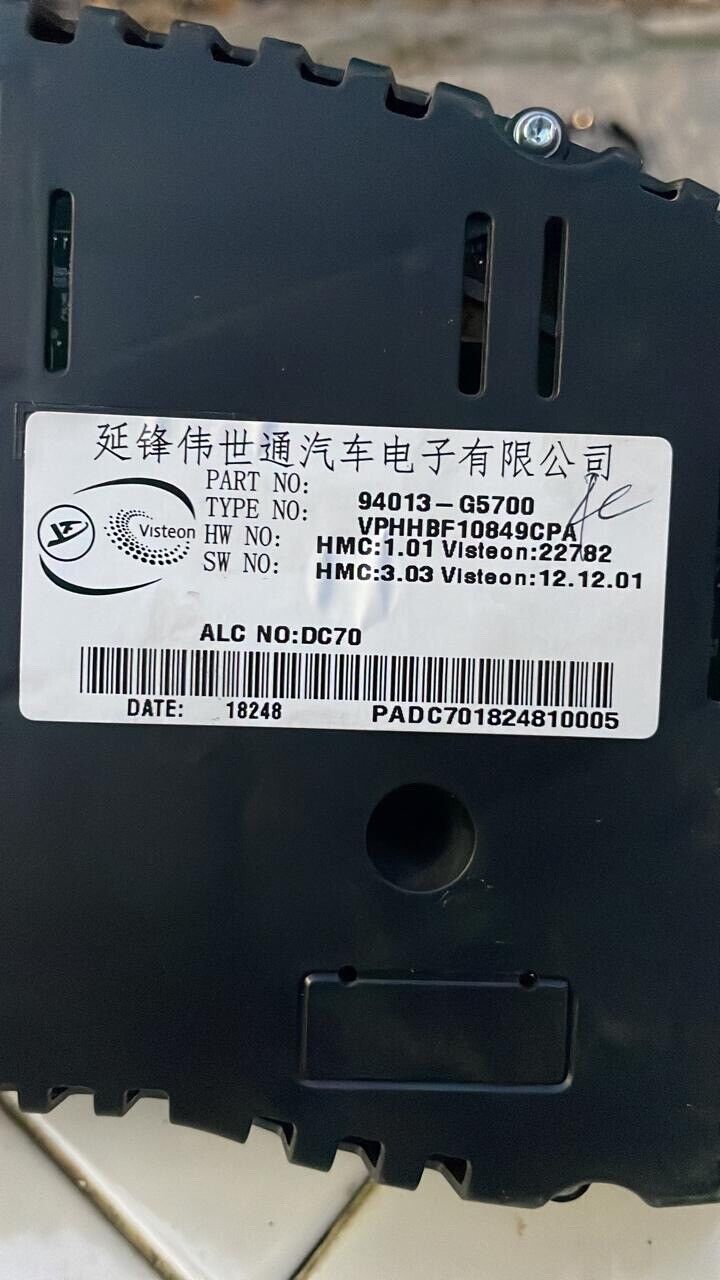 延锋伟世通汽车电子有限公司
PART NO: 94013-G5700
TYPE NO: VPHHBF10849CPA
HW NO: HMC:1.01 Visteon:22782
SW NO: HMC:3.03 Visteon:12.12.01
YF Visteon
ALC NO:DC70
DATE: 18248 PADC701824810005